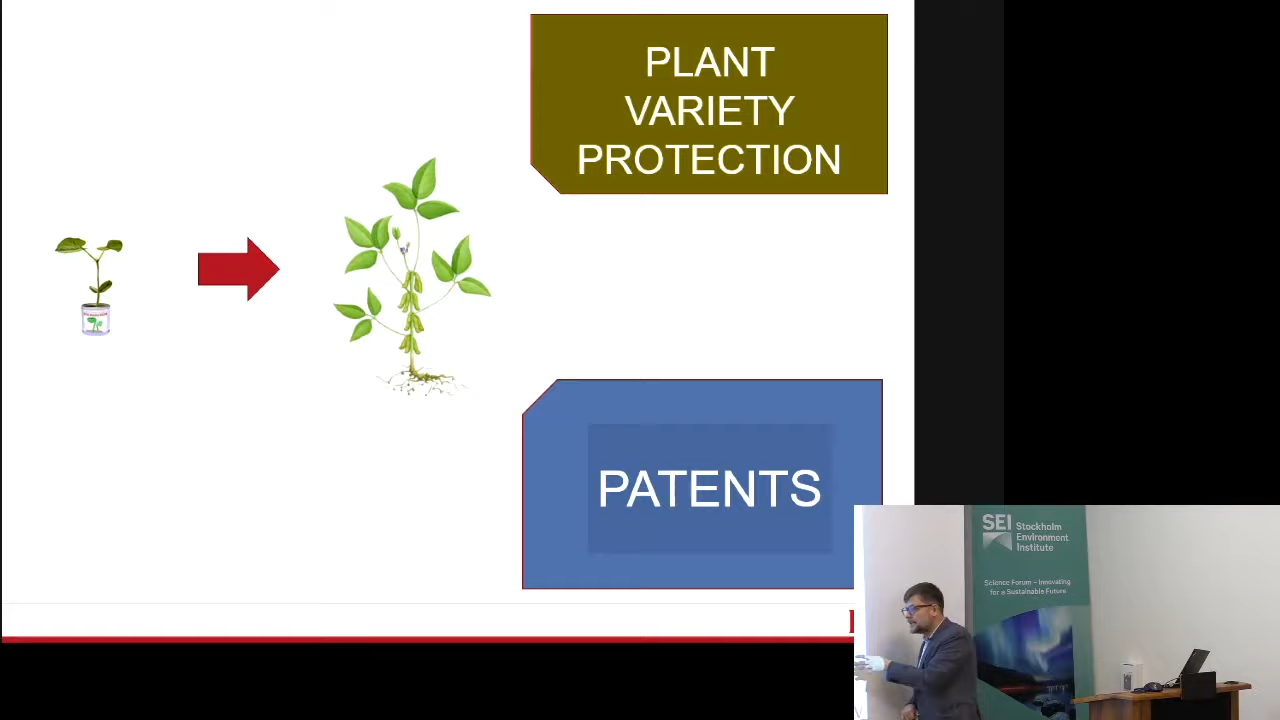 PLANT
VARIETY
PROTECTION
PATENTS
SEI Stockholm
Environment
Institute
Science Forum – Innovating
for a Sustainable Future